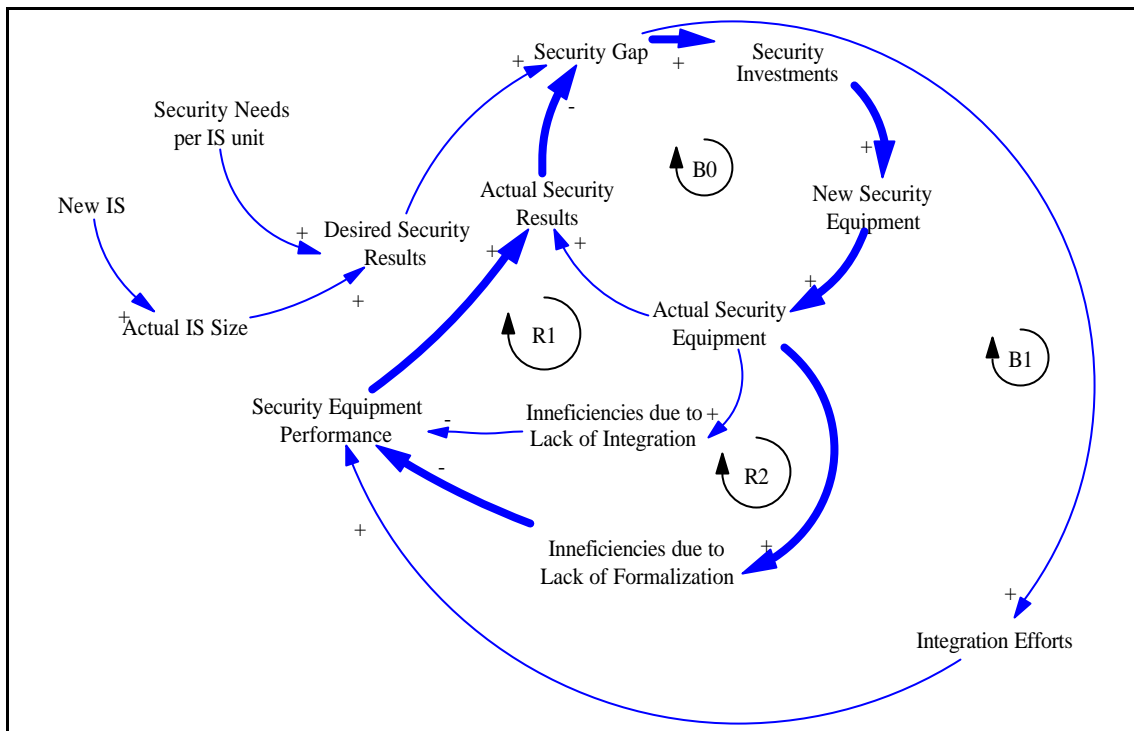 Security Gap
+
+
Security
Investments
-
Security Needs
per IS unit
+
B0
New IS
Actual Security
Results
New Security
Equipment
+
Desired Security
Results
+
+
+
+
+
Actual IS Size
Actual Security
Equipment
R1
B1
Security Equipment
Performance
-
Inneficiencies due to
Lack of Integration
+
-
R2
+
+
Inneficiencies due to
Lack of Formalization
+
Integration Efforts